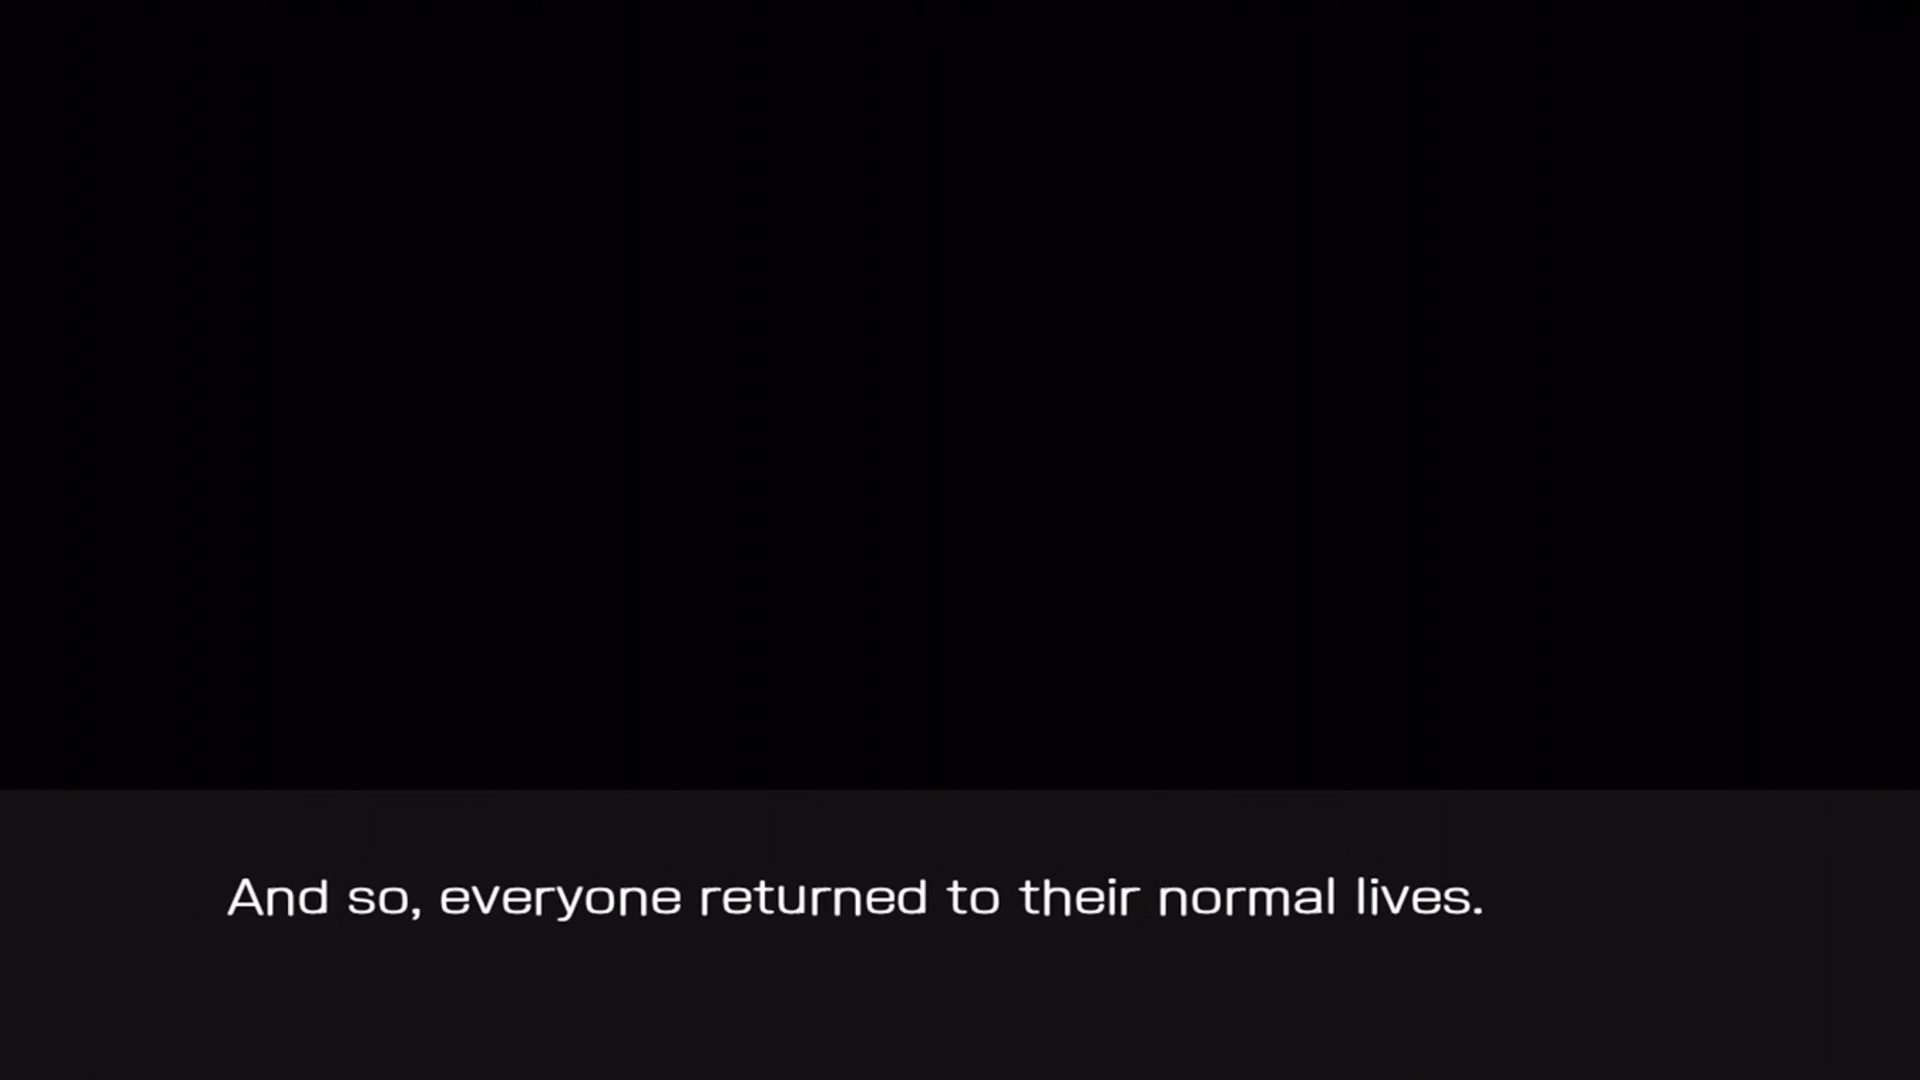 And so, everyone returned to their normal lives.